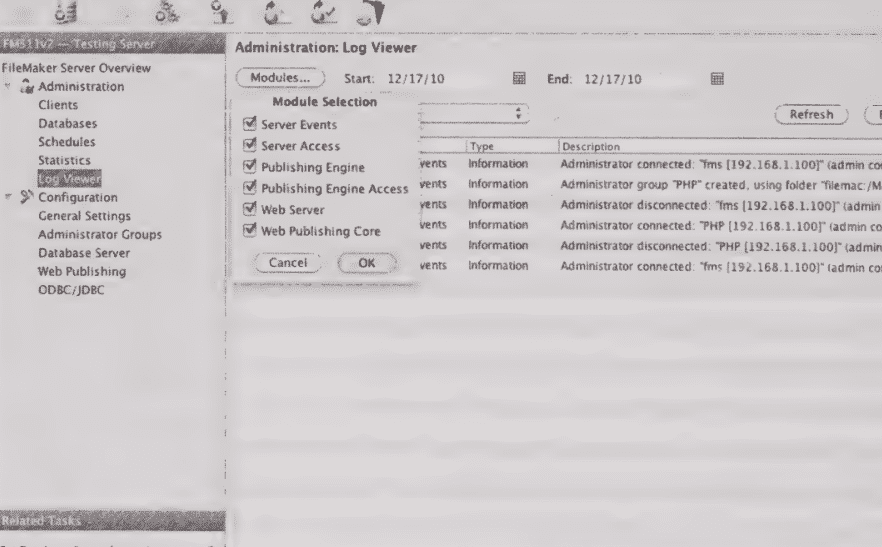 FMS11v2 — Testing Server
FileMaker Server Overview
Administration
Clients
Databases
Schedules
Statistics
Log Viewer
Configuration
General Settings
Administrator Groups
Database Server
Web Publishing
ODBC/JDBC
Related Tasks
Administration: Log Viewer
Modules... Start: 12/17/10 End: 12/17/10
Module Selection
Server Events
Server Access
Publishing Engine
Publishing Engine Access
Web Server
Web Publishing Core
Cancel OK
Refresh
Type Description
vents Information Administrator connected: "fms [192.168.1.100]" (admin co
vents Information Administrator group "PHP" created, using folder "filemac:/M
vents Information Administrator disconnected: "fms [192.168.1.100]" (admin
vents Information Administrator connected: "PHP [192.168.1.100]" (admin co
vents Information Administrator disconnected: "PHP [192.168.1.100]" (admin
vents Information Administrator connected: "fms [192.168.1.100]" (admin co